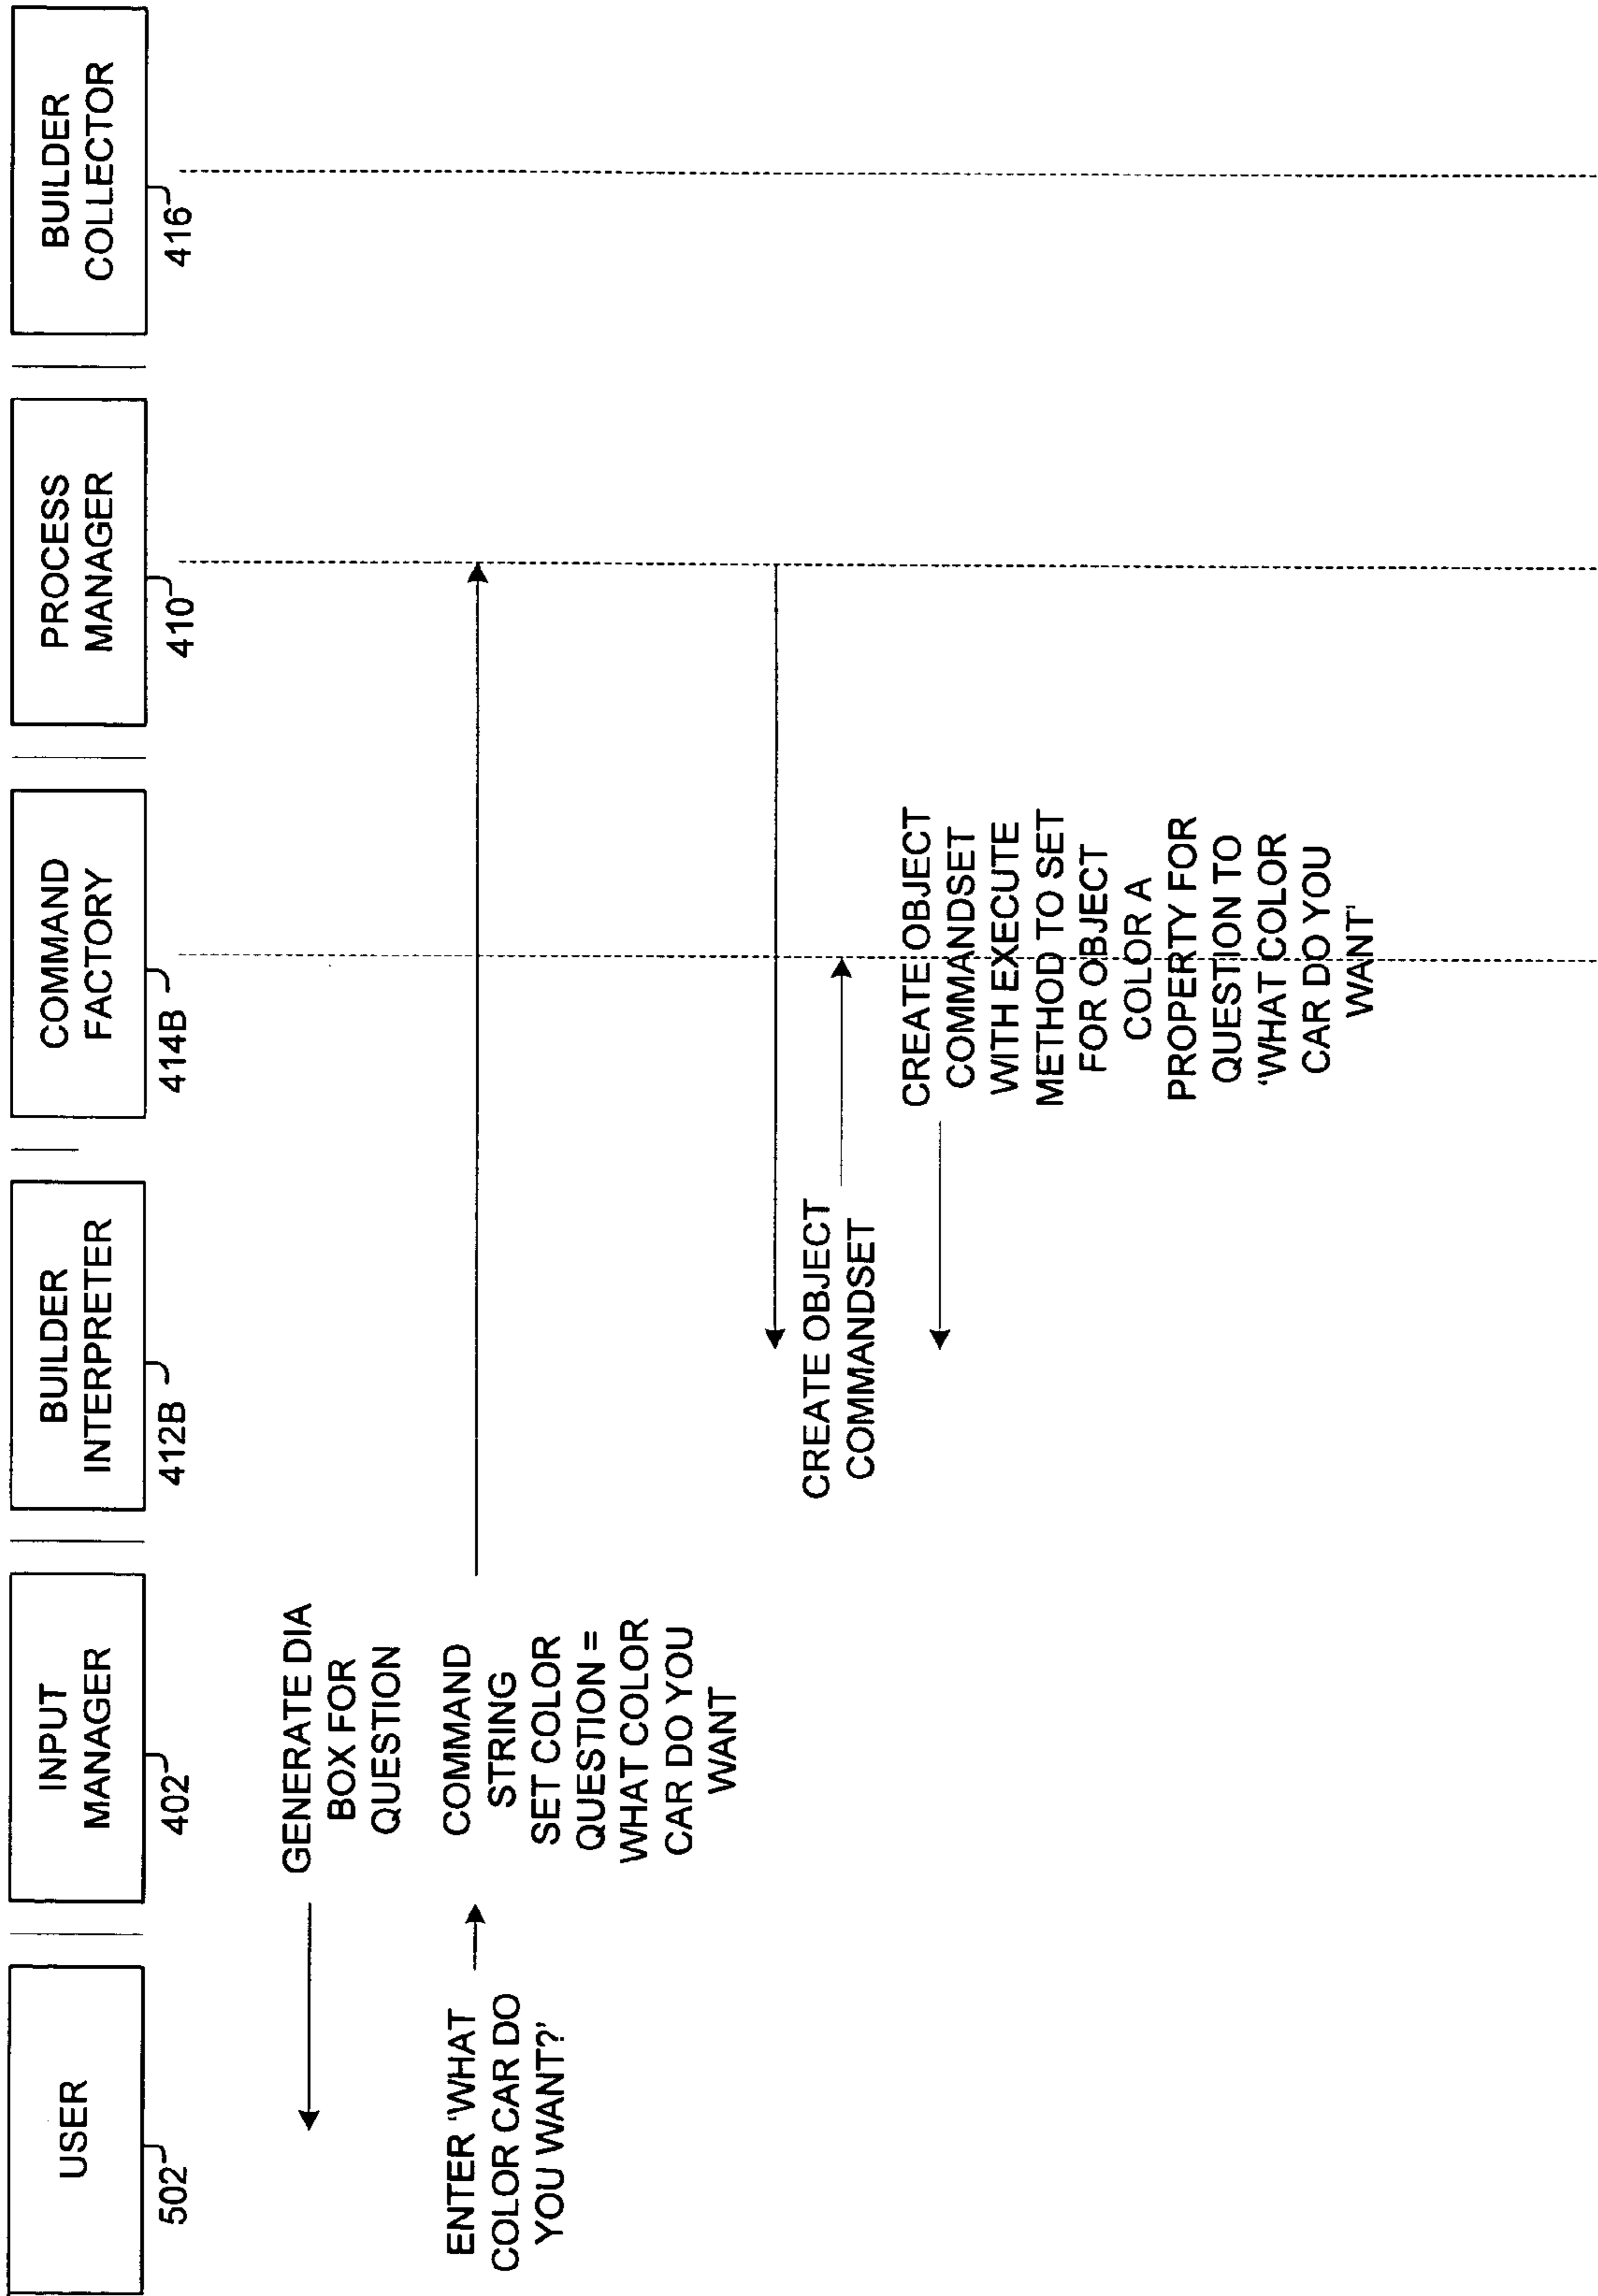 USER
502
INPUT
MANAGER
402
BUILDER
INTERPRETER
412B
COMMAND
FACTORY
414B
PROCESS
MANAGER
410
BUILDER
COLLECTOR
416
GENERATE DIA
BOX FOR
QUESTION
ENTER 'WHAT
COLOR CAR DO
YOU WANT?'
COMMAND
STRING
SET COLOR
QUESTION =
WHAT COLOR
CAR DO YOU
WANT
CREATE OBJECT
COMMANDSET
CREATE OBJECT
COMMANDSET
WITH EXECUTE
METHOD TO SET
FOR OBJECT
COLOR A
PROPERTY FOR
QUESTION TO
'WHAT COLOR
CAR DO YOU
WANT'